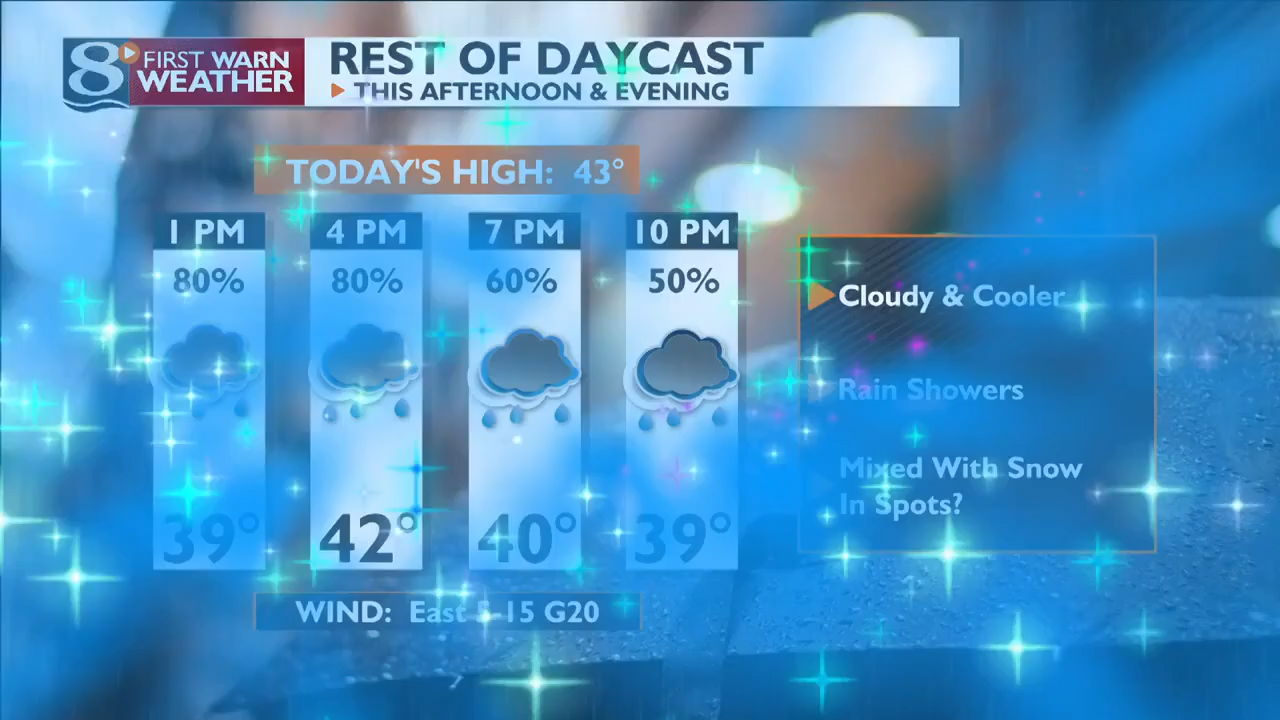 8 FIRST WARN
WEATHER
REST OF DAYCAST
THIS AFTERNOON & EVENING
TODAY'S HIGH: 43°
1 PM 4 PM 7 PM 10 PM
80% 80% 60% 50%
39° 42° 40° 39°
WIND: East 5-15 G20
Cloudy & Cooler
Rain Showers
Mixed With Snow
In Spots?